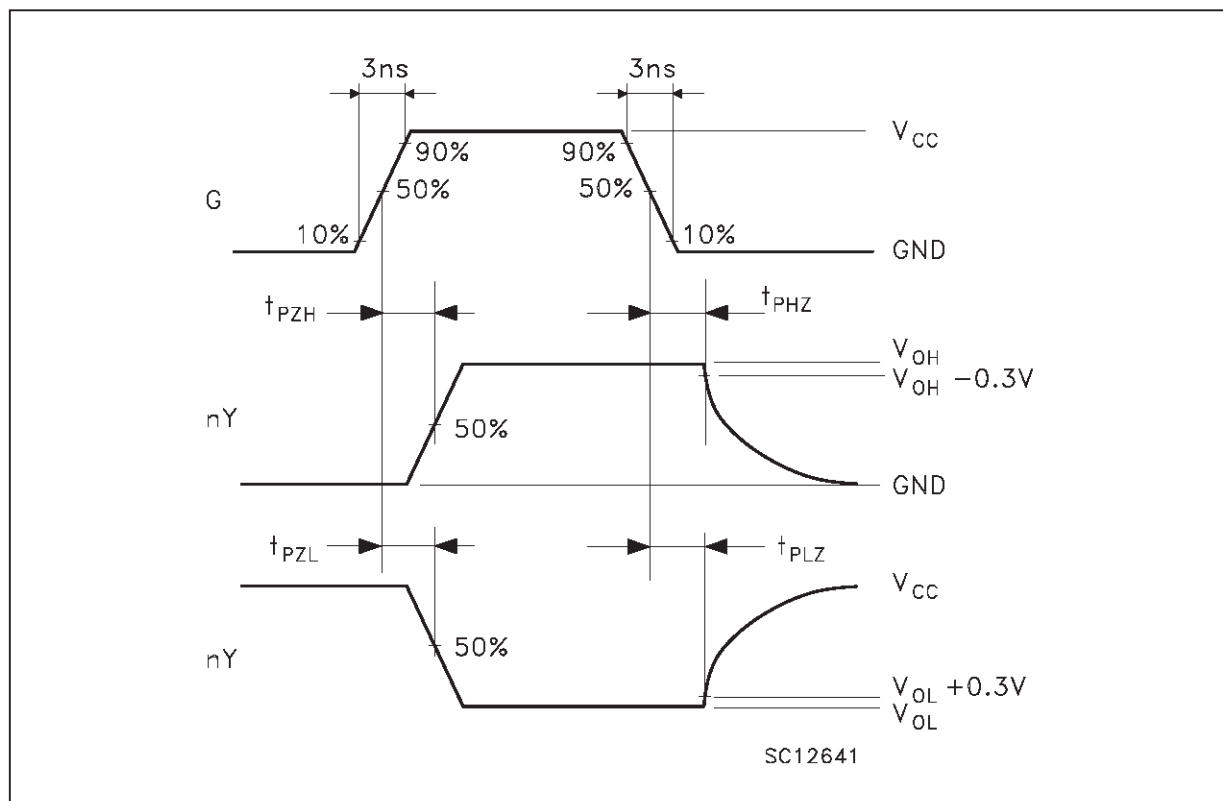 3ns 3ns
V_CC
90% 90%
G 50% 50%
10% 10%
GND
t_PZH t_PHZ
V_OH
V_OH −0.3V
nY 50%
GND
t_PZL t_PLZ
V_CC
nY 50%
V_OL +0.3V
V_OL
SC12641